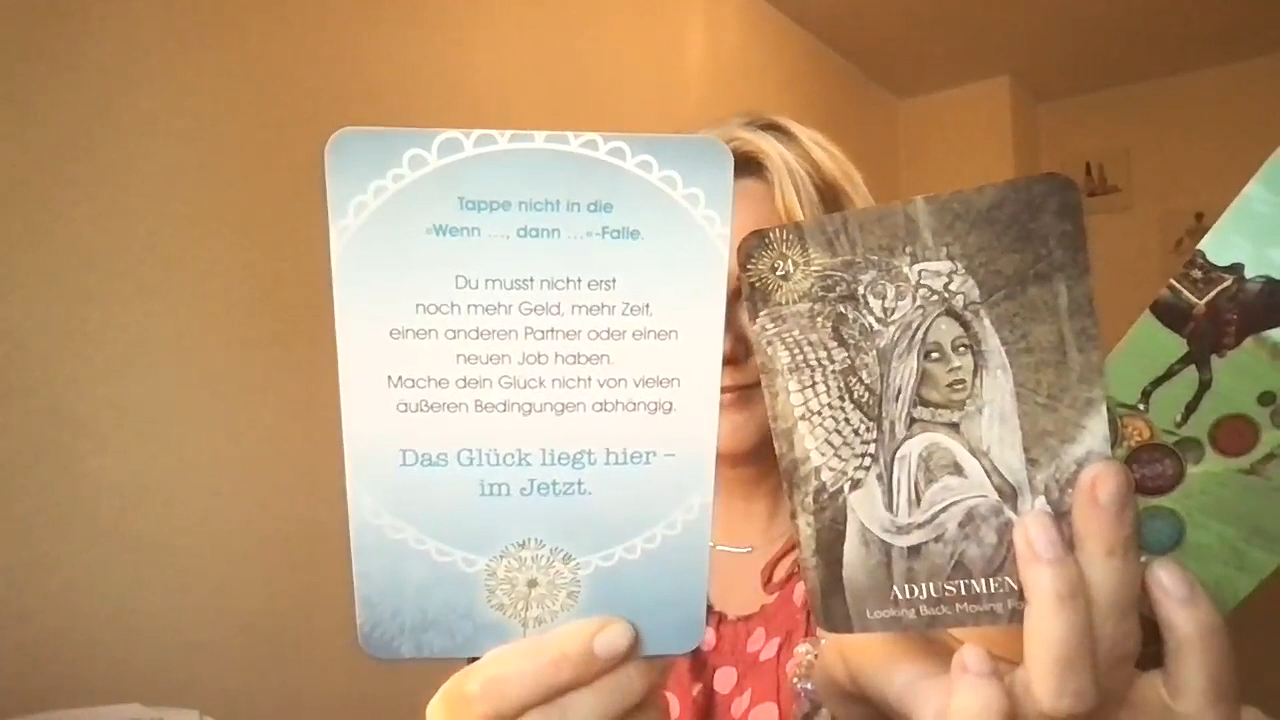 Tappe nicht in die
»Wenn ..., dann ...«-Falle.
Du musst nicht erst
noch mehr Geld, mehr Zeit,
einen anderen Partner oder einen
neuen Job haben.
Mache dein Glück nicht von vielen
äußeren Bedingungen abhängig.
Das Glück liegt hier –
im Jetzt.
24
ADJUSTMEN
Looking Back, Moving